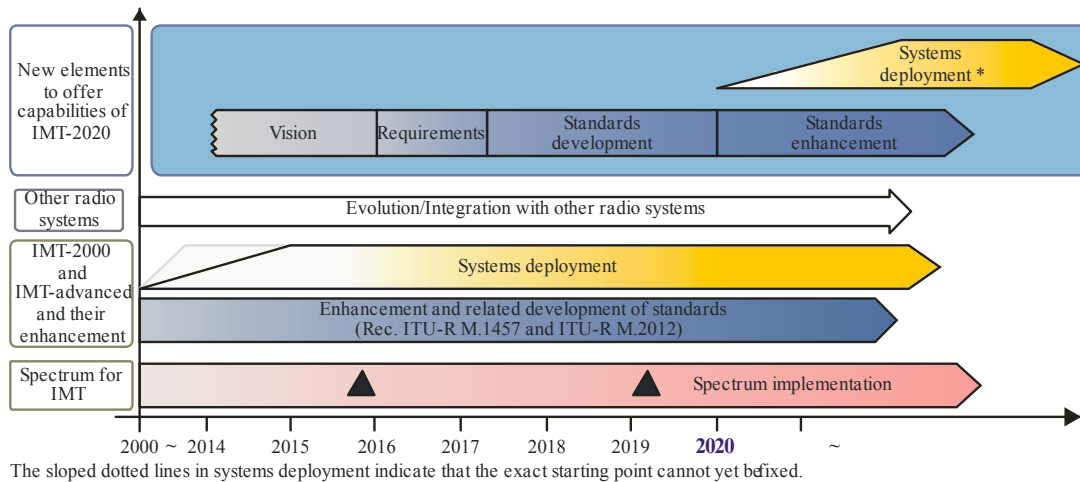 New elements
to offer
capabilities of
IMT-2020
Systems
deployment *
Vision
Requirements
Standards
development
Standards
enhancement
Other radio
systems
Evolution/Integration with other radio systems
IMT-2000
and
IMT-advanced
and their
enhancement
Systems deployment
Enhancement and related development of standards
(Rec. ITU-R M.1457 and ITU-R M.2012)
Spectrum for
IMT
Spectrum implementation
2000 ~ 2014 2015 2016 2017 2018 2019 2020 ~
The sloped dotted lines in systems deployment indicate that the exact starting point cannot yet befixed.